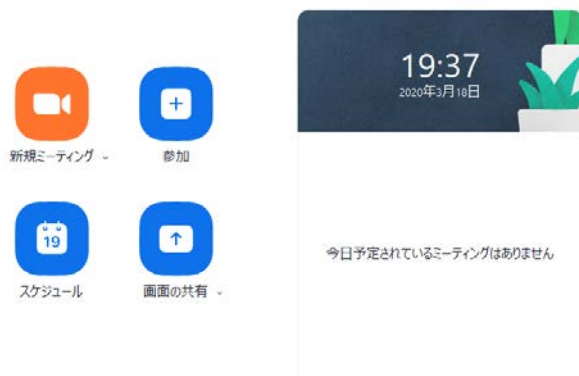 19:37
2020年3月18日
新規ミーティング
参加
19
スケジュール
画面の共有
今日予定されているミーティングはありません